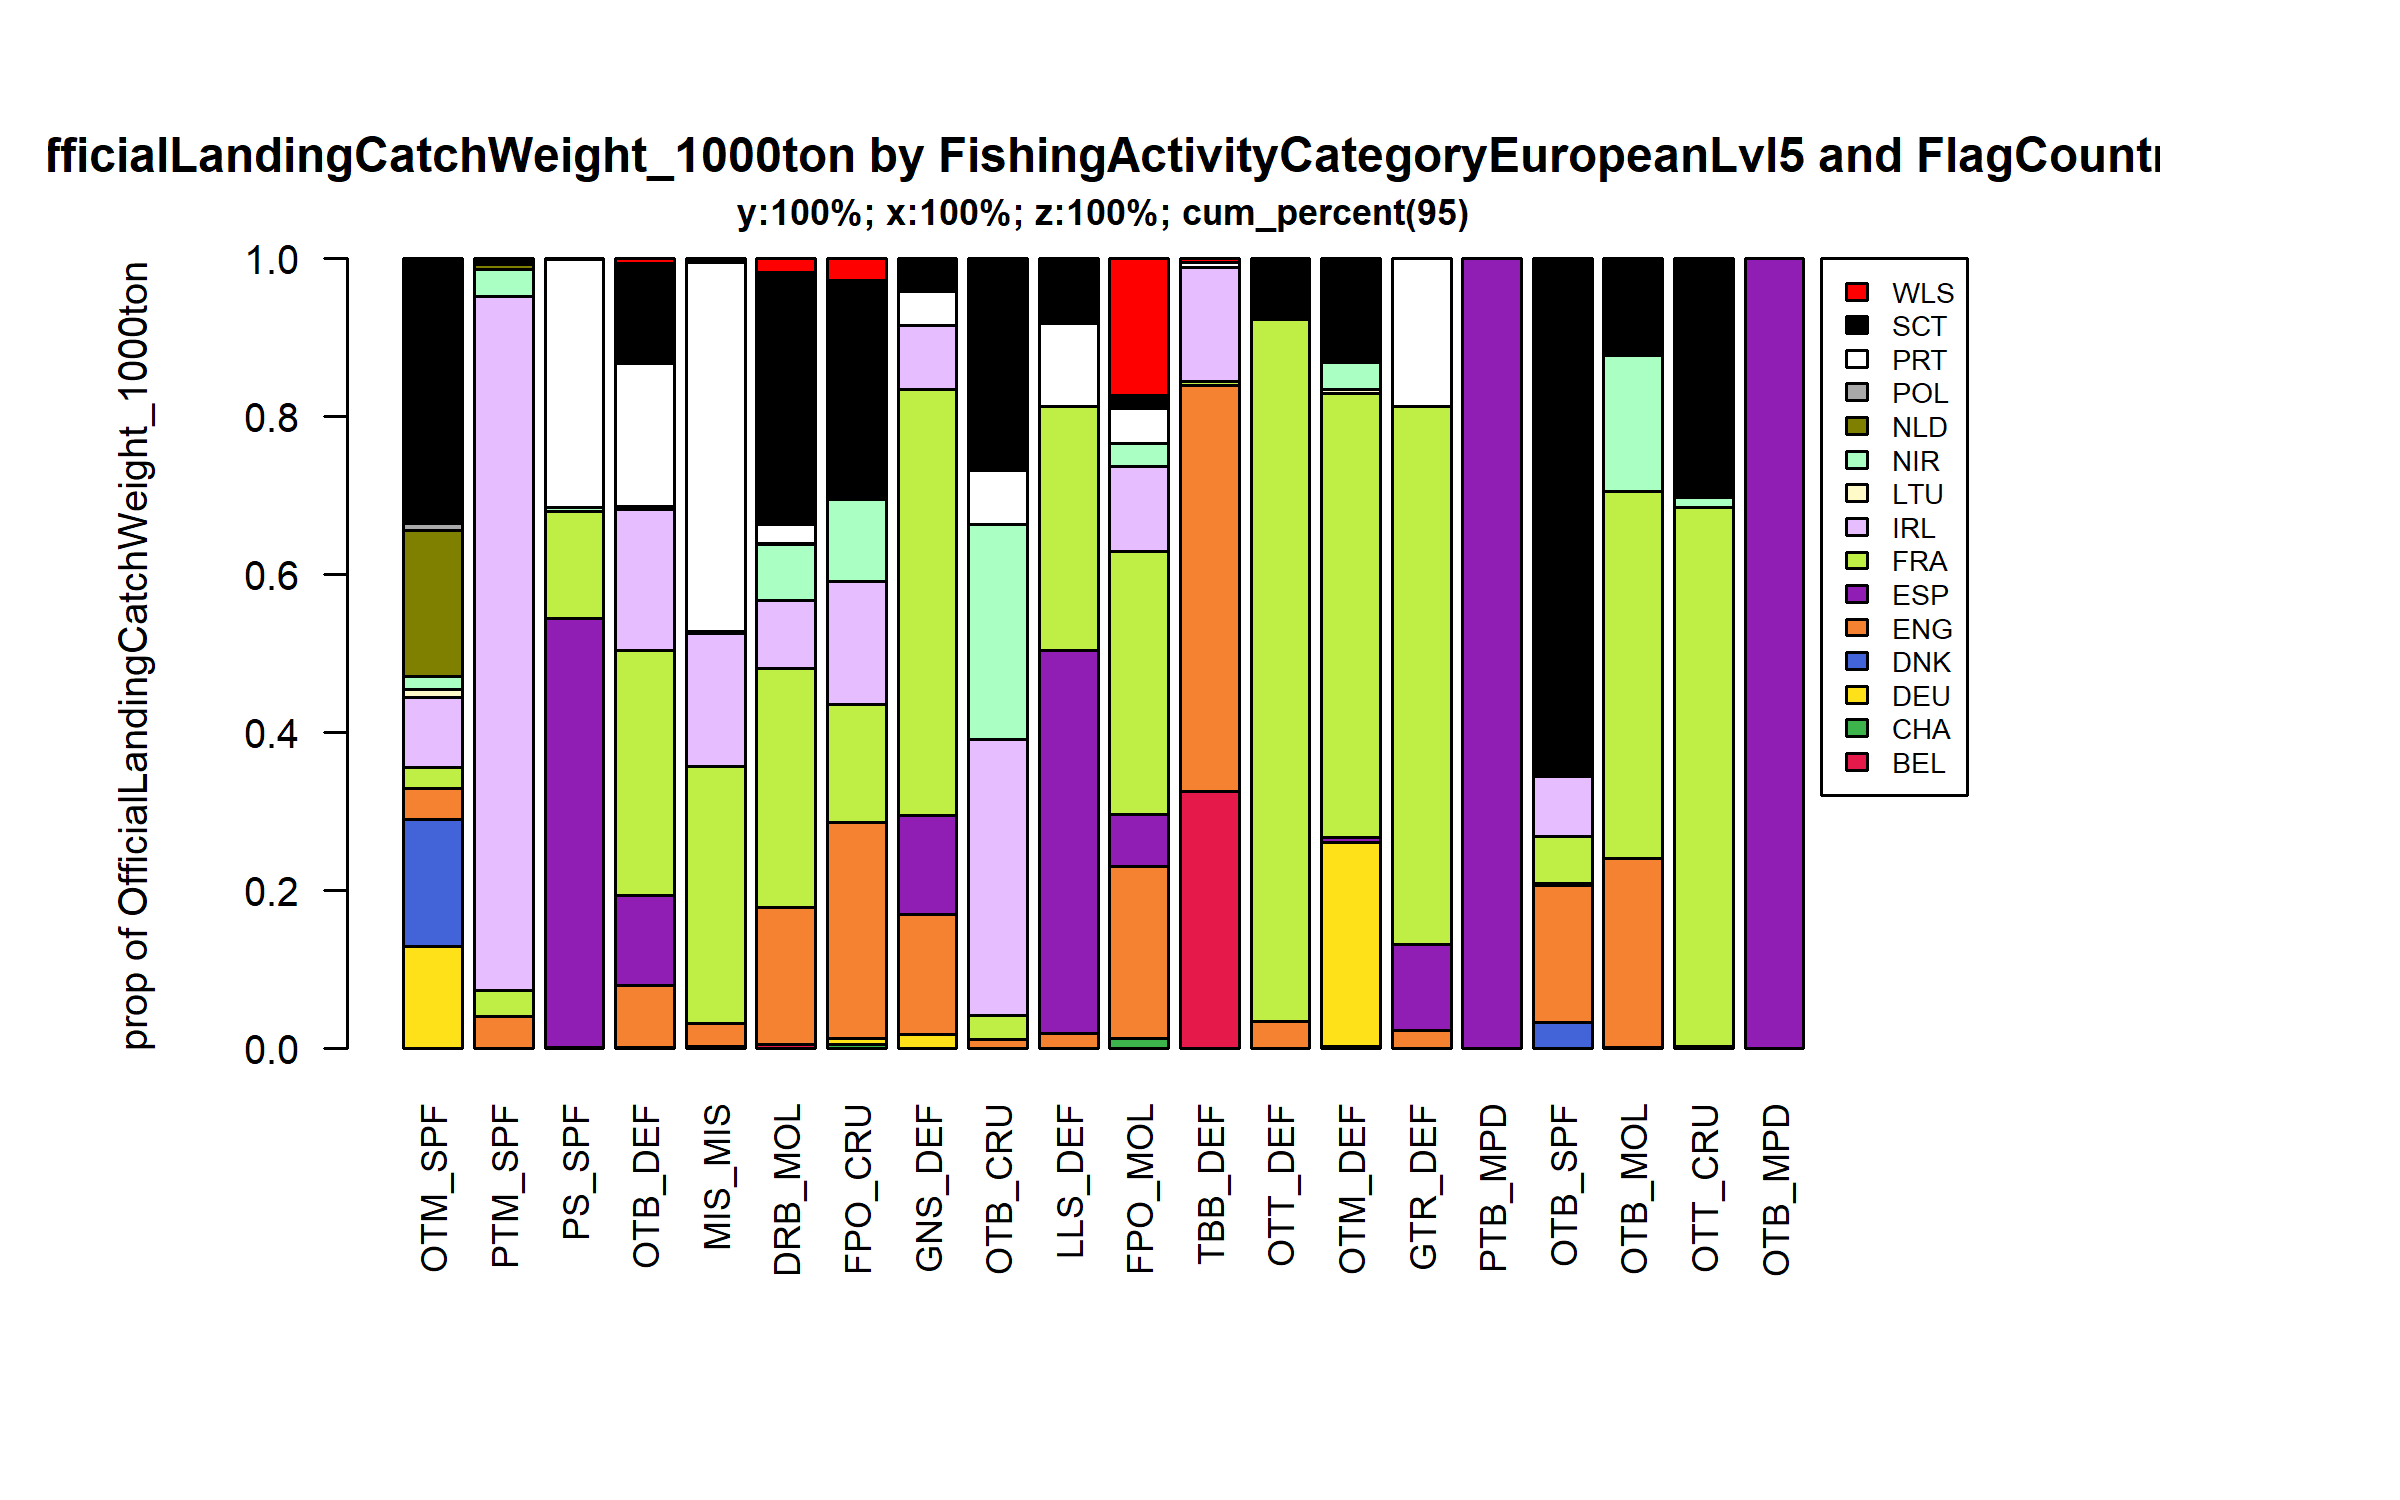 fficialLandingCatchWeight_1000ton by FishingActivityCategoryEuropeanLvl5 and FlagCountr
y:100%; x:100%; z:100%; cum_percent(95)
prop of OfficialLandingCatchWeight_1000ton
1.0
0.8
0.6
0.4
0.2
0.0
OTM_SPF
PTM_SPF
PS_SPF
OTB_DEF
MIS_MIS
DRB_MOL
FPO_CRU
GNS_DEF
OTB_CRU
LLS_DEF
FPO_MOL
TBB_DEF
OTT_DEF
OTM_DEF
GTR_DEF
PTB_MPD
OTB_SPF
OTB_MOL
OTT_CRU
OTB_MPD
WLS
SCT
PRT
POL
NLD
NIR
LTU
IRL
FRA
ESP
ENG
DNK
DEU
CHA
BEL